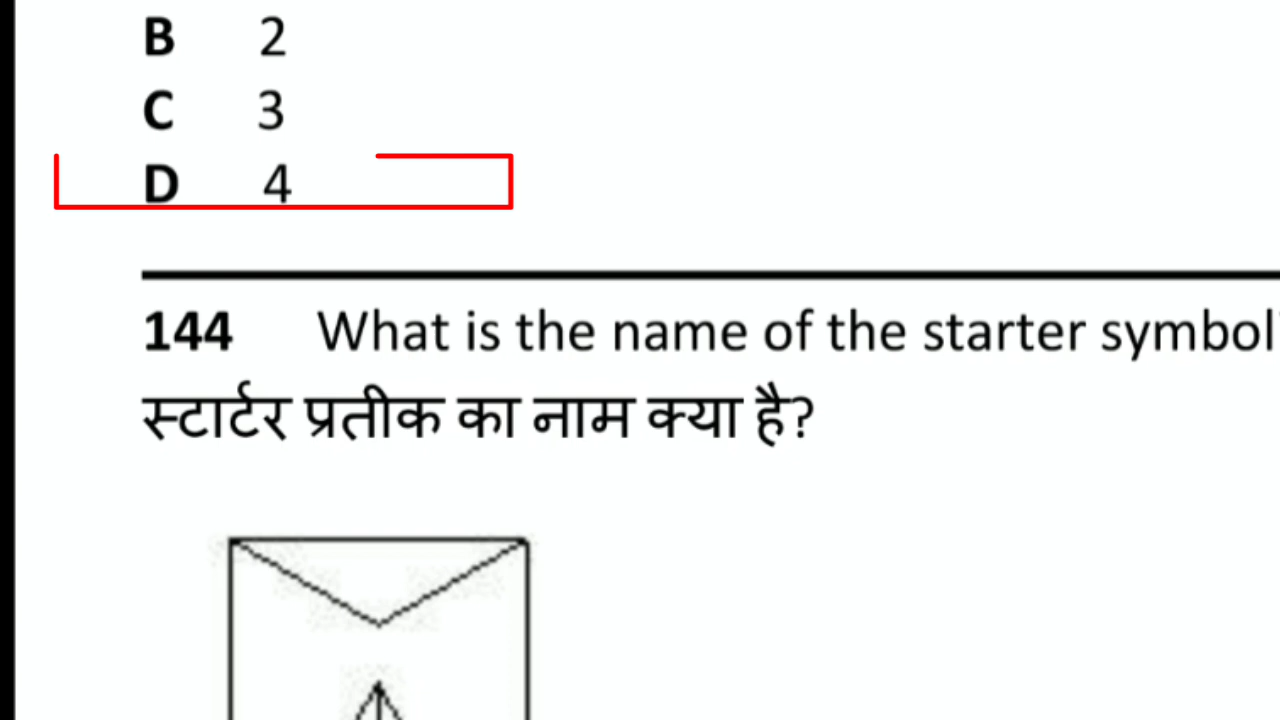 B 2
C 3
D 4
144 What is the name of the starter symbol
स्टार्टर प्रतीक का नाम क्या है?